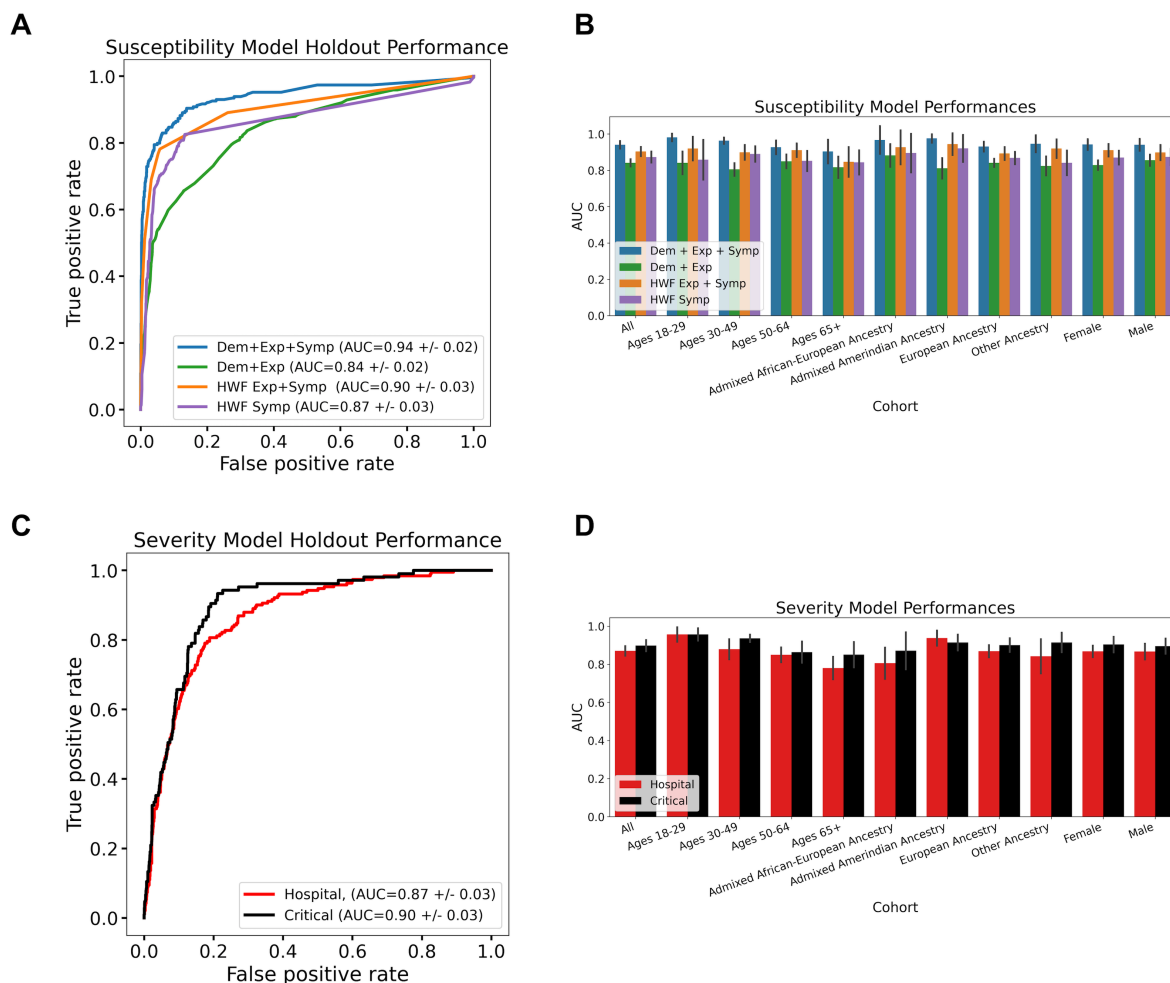 A
Susceptibility Model Holdout Performance
1.0
0.8
0.6
0.4
0.2
0.0
True positive rate
Dem+Exp+Symp (AUC=0.94 +/- 0.02)
Dem+Exp (AUC=0.84 +/- 0.02)
HWF Exp+Symp  (AUC=0.90 +/- 0.03)
HWF Symp (AUC=0.87 +/- 0.03)
0.0 0.2 0.4 0.6 0.8 1.0
False positive rate
B
Susceptibility Model Performances
1.0
0.8
0.6
0.4
0.2
0.0
AUC
Dem + Exp + Symp
Dem + Exp
HWF Exp + Symp
HWF Symp
All
Ages 18-29
Ages 30-49
Ages 50-64
Ages 65+
Admixed African-European Ancestry
Admixed Amerindian Ancestry
European Ancestry
Other Ancestry
Female
Male
Cohort
C
Severity Model Holdout Performance
1.0
0.8
0.6
0.4
0.2
0.0
True positive rate
Hospital, (AUC=0.87 +/- 0.03)
Critical (AUC=0.90 +/- 0.03)
0.0 0.2 0.4 0.6 0.8 1.0
False positive rate
D
Severity Model Performances
1.0
0.8
0.6
0.4
0.2
0.0
AUC
Hospital
Critical
All
Ages 18-29
Ages 30-49
Ages 50-64
Ages 65+
Admixed African-European Ancestry
Admixed Amerindian Ancestry
European Ancestry
Other Ancestry
Female
Male
Cohort